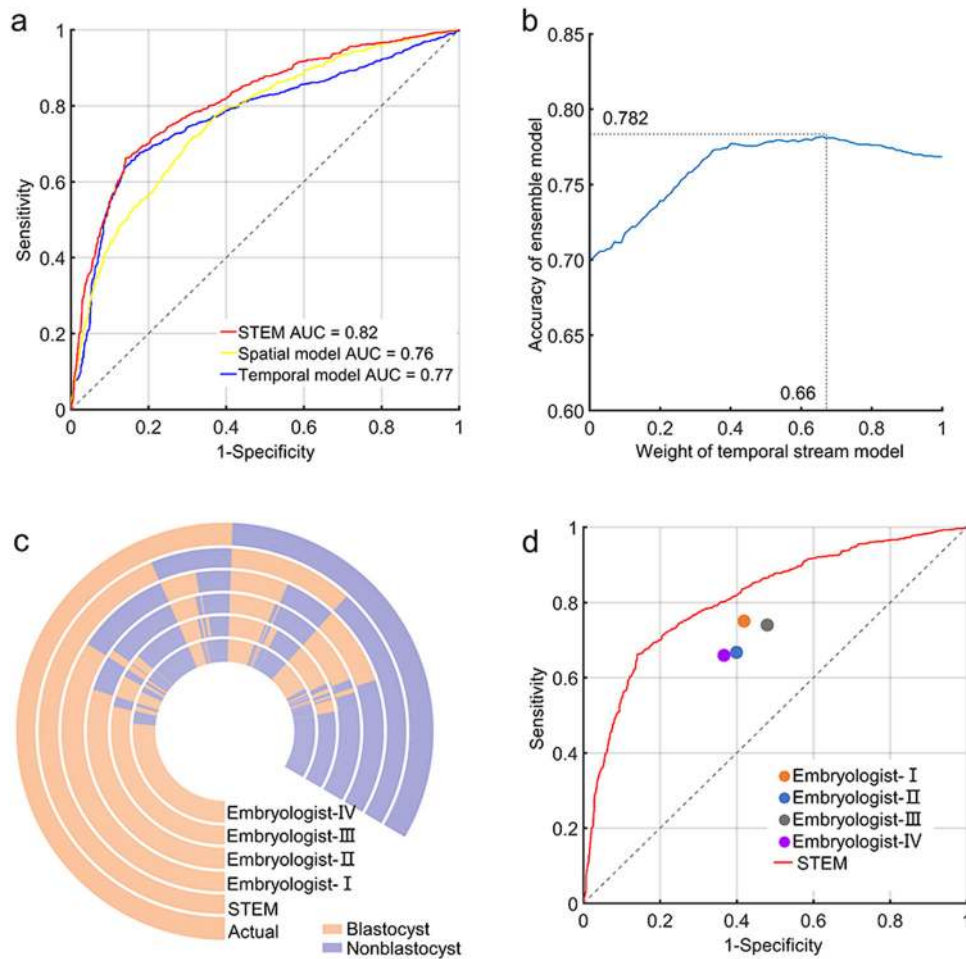 a
1
0.8
0.6
0.4
0.2
0
Sensitivity
STEM AUC = 0.82
Spatial model AUC = 0.76
Temporal model AUC = 0.77
0 0.2 0.4 0.6 0.8 1
1-Specificity
b
0.85
0.80
0.75
0.70
0.65
0.60
Accuracy of ensemble model
0.782
0.66
0 0.2 0.4 0.6 0.8 1
Weight of temporal stream model
c
Embryologist-Ⅳ
Embryologist-Ⅲ
Embryologist-Ⅱ
Embryologist-Ⅰ
STEM
Actual
Blastocyst
Nonblastocyst
d
1
0.8
0.6
0.4
0.2
0
Sensitivity
Embryologist-Ⅰ
Embryologist-Ⅱ
Embryologist-Ⅲ
Embryologist-Ⅳ
STEM
0 0.2 0.4 0.6 0.8 1
1-Specificity